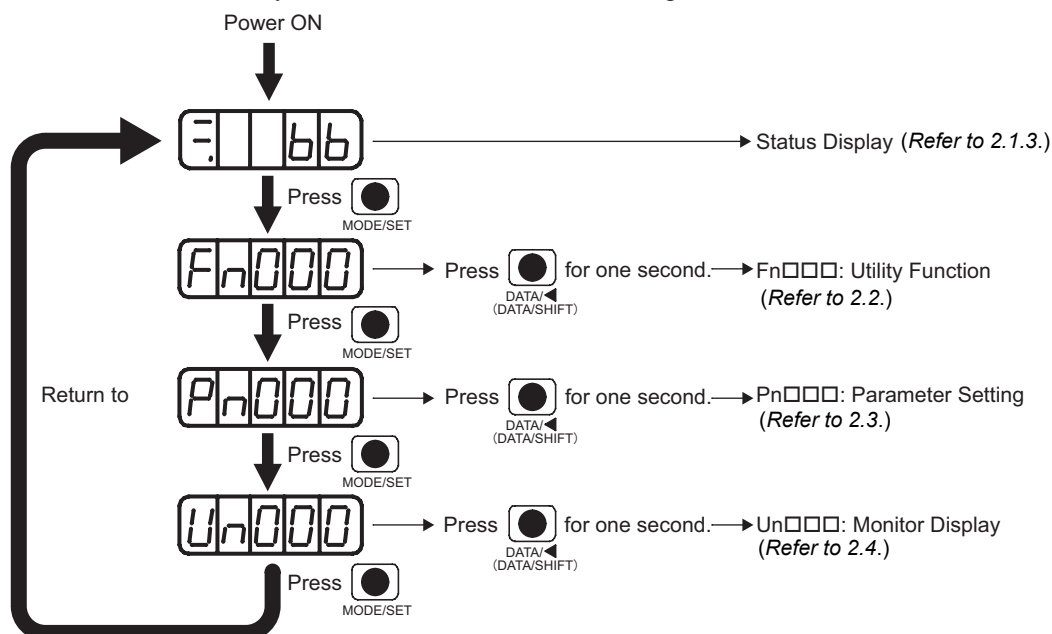 Power ON
bb
Status Display (Refer to 2.1.3.)
Press
MODE/SET
Fn000
Press for one second.
DATA/◀
(DATA/SHIFT)
Fn□□□: Utility Function
(Refer to 2.2.)
Press
MODE/SET
Return to
Pn000
Press for one second.
DATA/◀
(DATA/SHIFT)
Pn□□□: Parameter Setting
(Refer to 2.3.)
Press
MODE/SET
Un000
Press for one second.
DATA/◀
(DATA/SHIFT)
Un□□□: Monitor Display
(Refer to 2.4.)
Press
MODE/SET